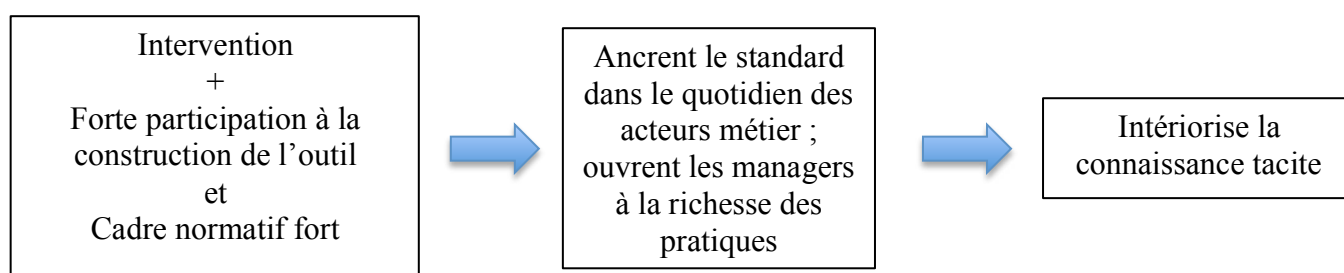 Intervention
+
Forte participation à la
construction de l’outil
et
Cadre normatif fort
Ancrent le standard
dans le quotidien des
acteurs métier ;
ouvrent les managers
à la richesse des
pratiques
Intériorise la
connaissance tacite